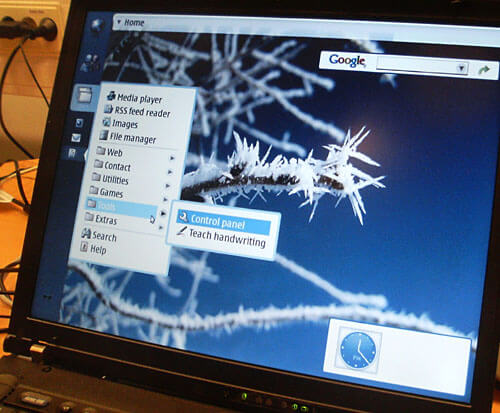 Home
Google
Media player
RSS feed reader
Images
File manager
Web
Contact
Utilities
Games
Tools
Extras
Control panel
Teach handwriting
Search
Help
PM